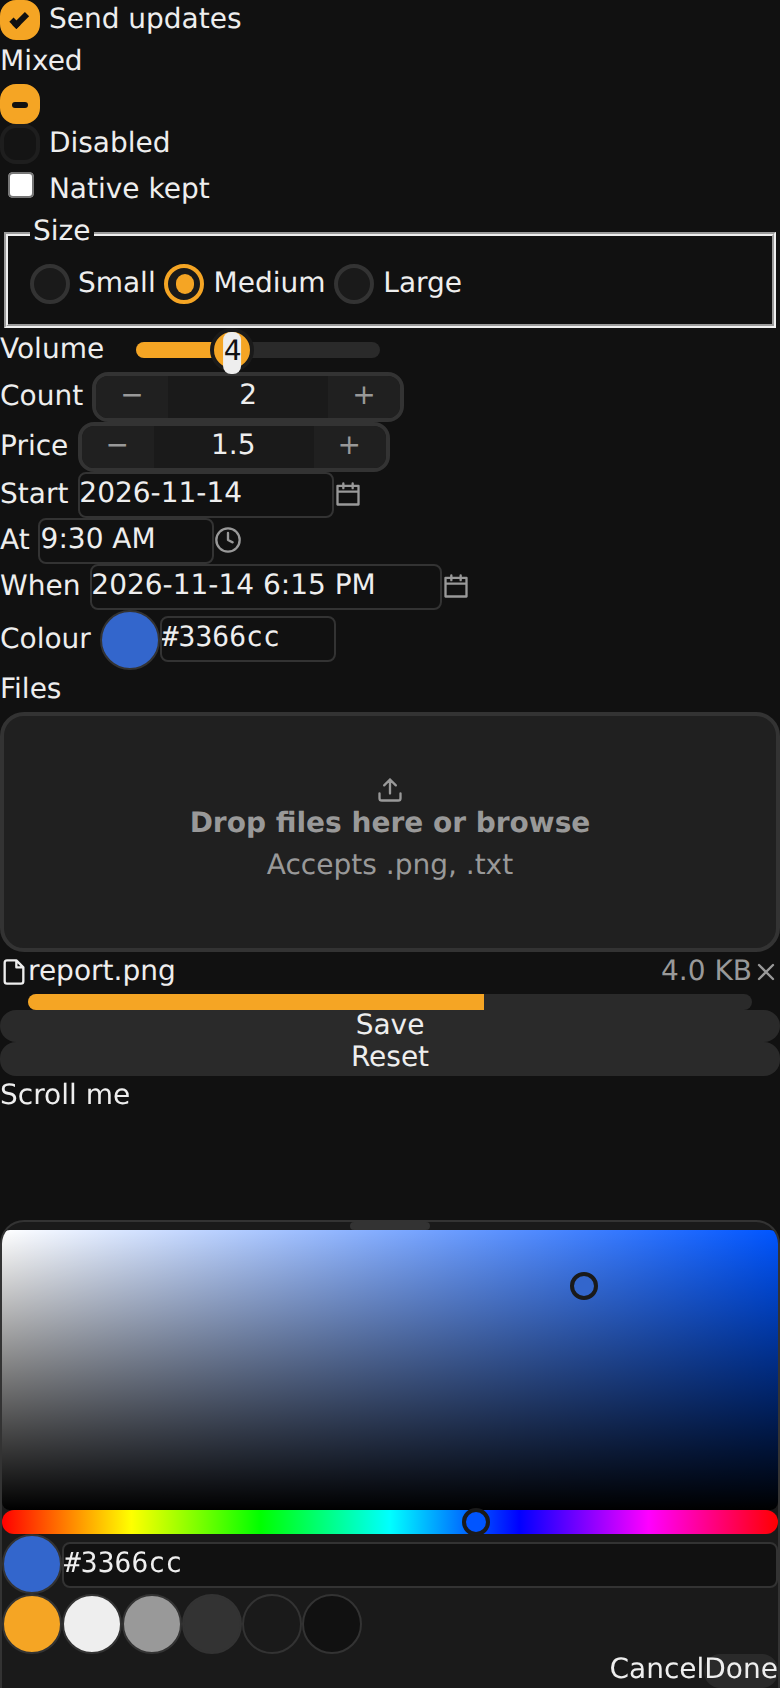 Send updates
Mixed
Disabled
Native kept
Size
Small Medium Large
Volume 4
Count − 2 +
Price − 1.5 +
Start 2026-11-14
At 9:30 AM
When 2026-11-14 6:15 PM
Colour #3366cc
Files
Drop files here or browse
Accepts .png, .txt
report.png 4.0 KB
Save
Reset
Scroll me
#3366cc
Cancel Done